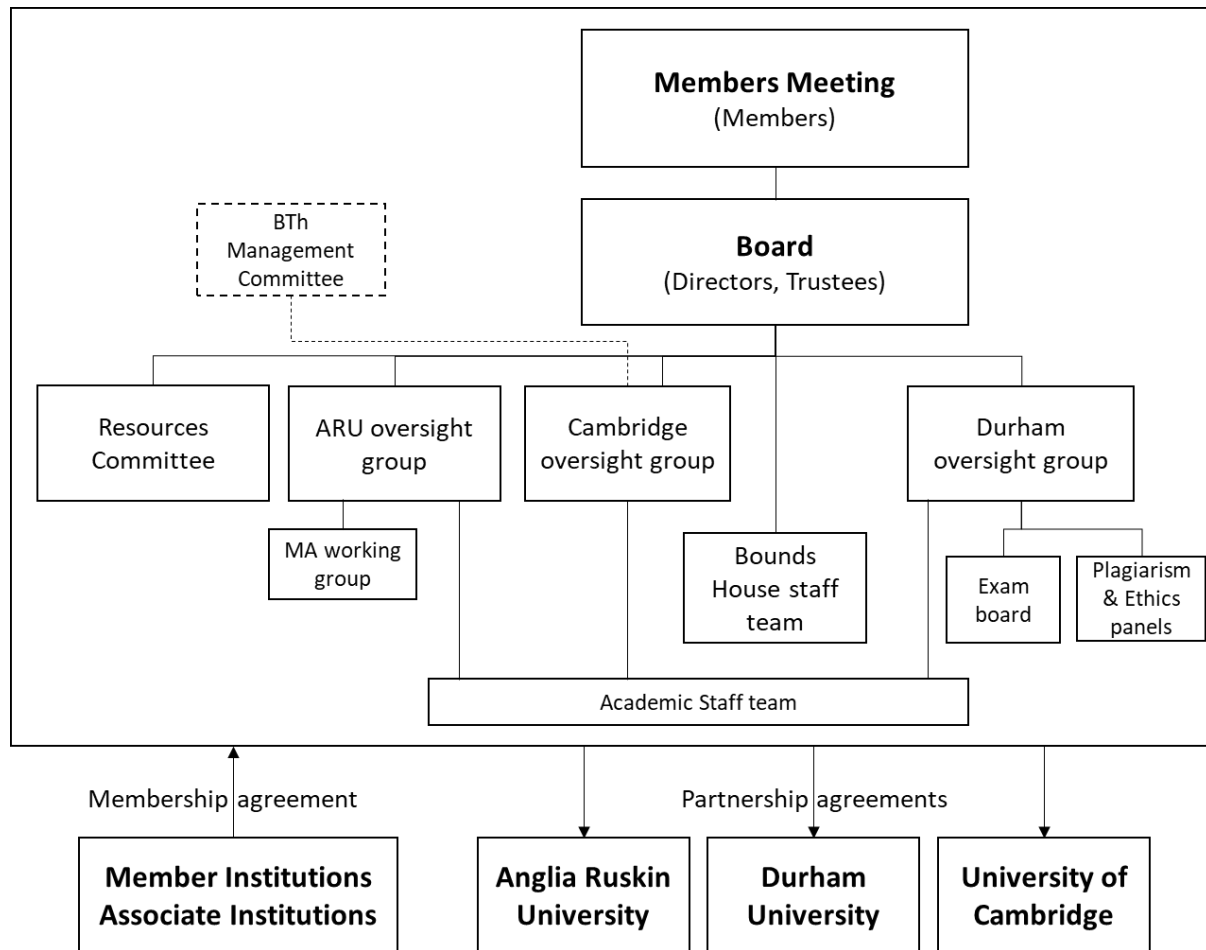 Members Meeting
(Members)
BTh
Management
Committee
Board
(Directors, Trustees)
Resources
Committee
ARU oversight
group
Cambridge
oversight group
Durham
oversight group
MA working
group
Bounds
House staff
team
Exam
board
Plagiarism
& Ethics
panels
Academic Staff team
Membership agreement
Partnership agreements
Member Institutions
Associate Institutions
Anglia Ruskin
University
Durham
University
University of
Cambridge